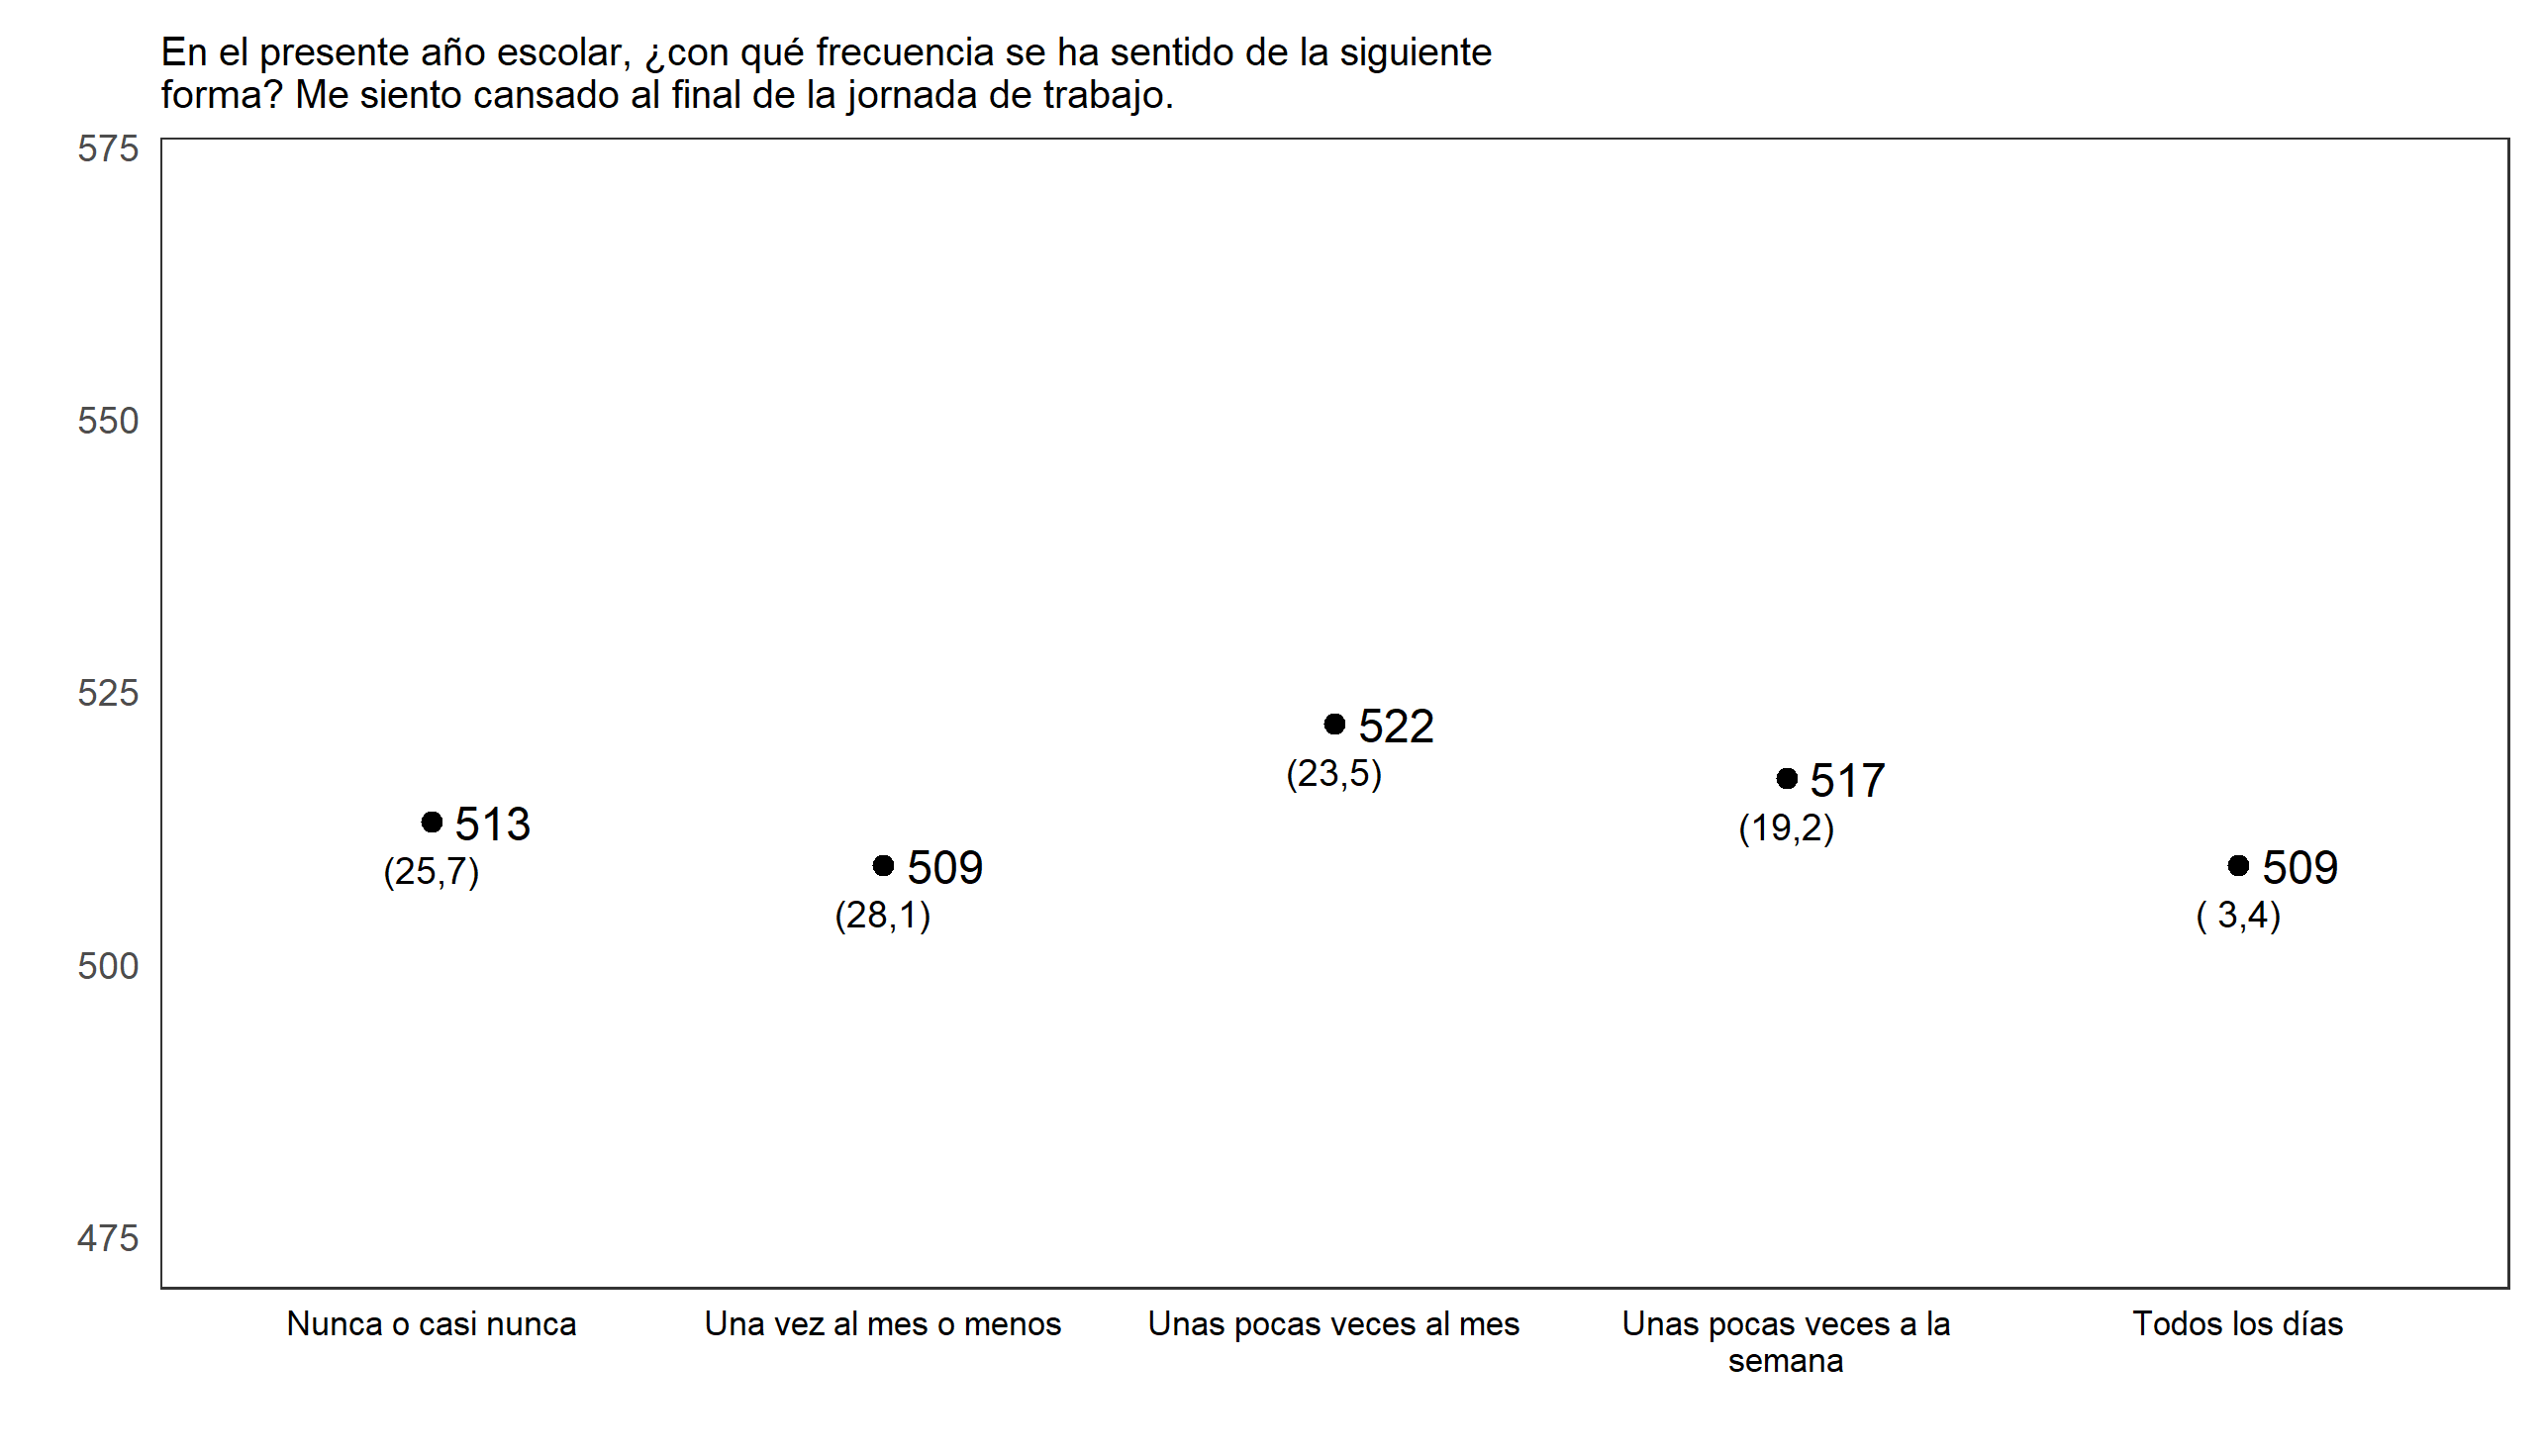 En el presente año escolar, ¿con qué frecuencia se ha sentido de la siguiente
forma? Me siento cansado al final de la jornada de trabajo.
575
550
525
500
475
513
(25,7)
509
(28,1)
522
(23,5)
517
(19,2)
509
( 3,4)
Nunca o casi nunca
Una vez al mes o menos
Unas pocas veces al mes
Unas pocas veces a la
semana
Todos los días